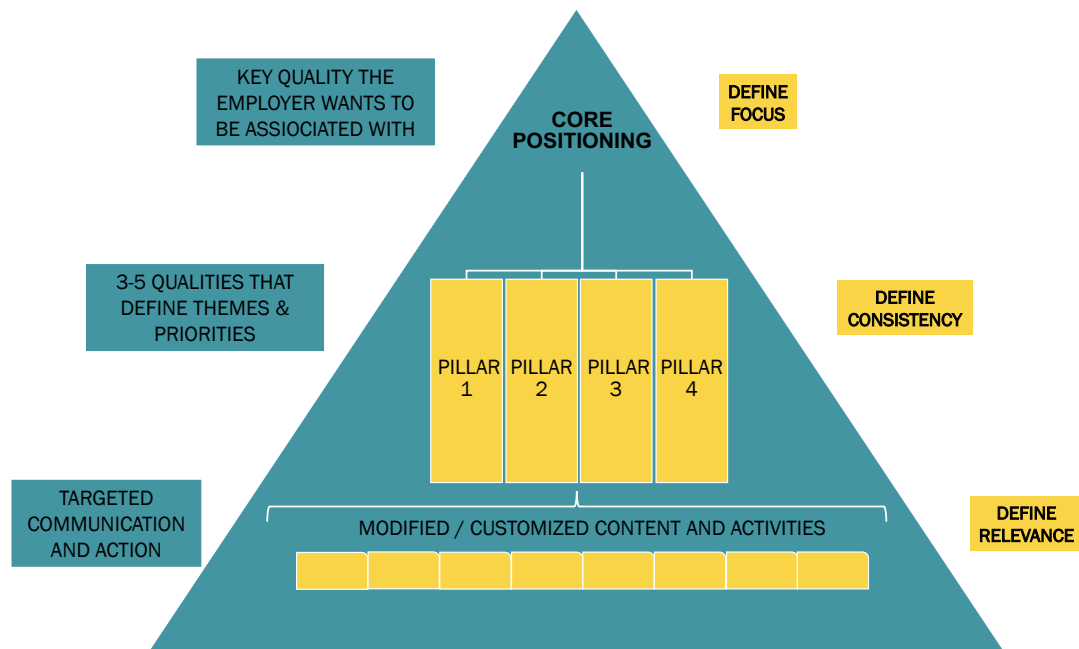 KEY QUALITY THE
EMPLOYER WANTS TO
BE ASSIOCIATED WITH
CORE
POSITIONING
DEFINE
FOCUS
3-5 QUALITIES THAT
DEFINE THEMES &
PRIORITIES
DEFINE
CONSISTENCY
PILLAR
1
PILLAR
2
PILLAR
3
PILLAR
4
TARGETED
COMMUNICATION
AND ACTION
MODIFIED / CUSTOMIZED CONTENT AND ACTIVITIES
DEFINE
RELEVANCE